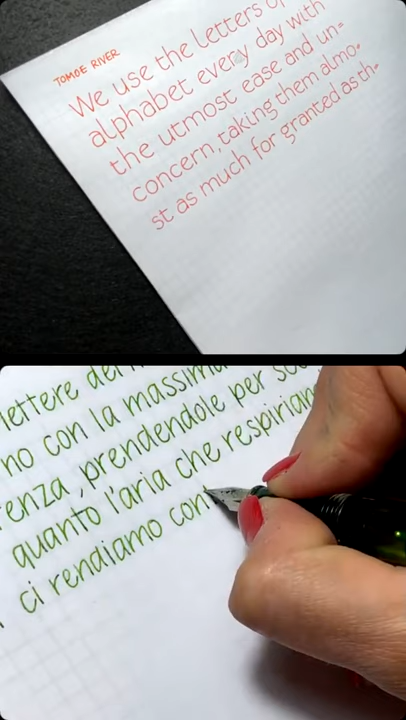 TOMOE RIVER
We use the letters of
alphabet every day with
the utmost ease and un=
concern, taking them almo-
st as much for granted as th-
lettere del
no con la massima
enza, prendendole per sc
quanto l'aria che respiriam
ci rendiamo con